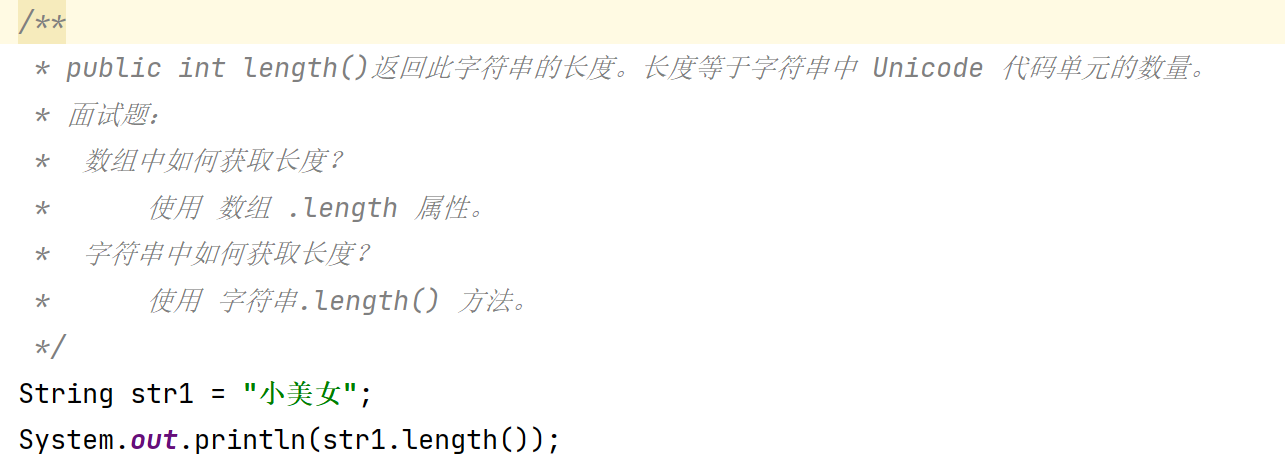 /**
 * public int length()返回此字符串的长度。长度等于字符串中 Unicode 代码单元的数量。
 * 面试题：
 *  数组中如何获取长度？
 *      使用 数组 .length 属性。
 *  字符串中如何获取长度？
 *      使用 字符串.length() 方法。
 */
String str1 = "小美女";
System.out.println(str1.length());